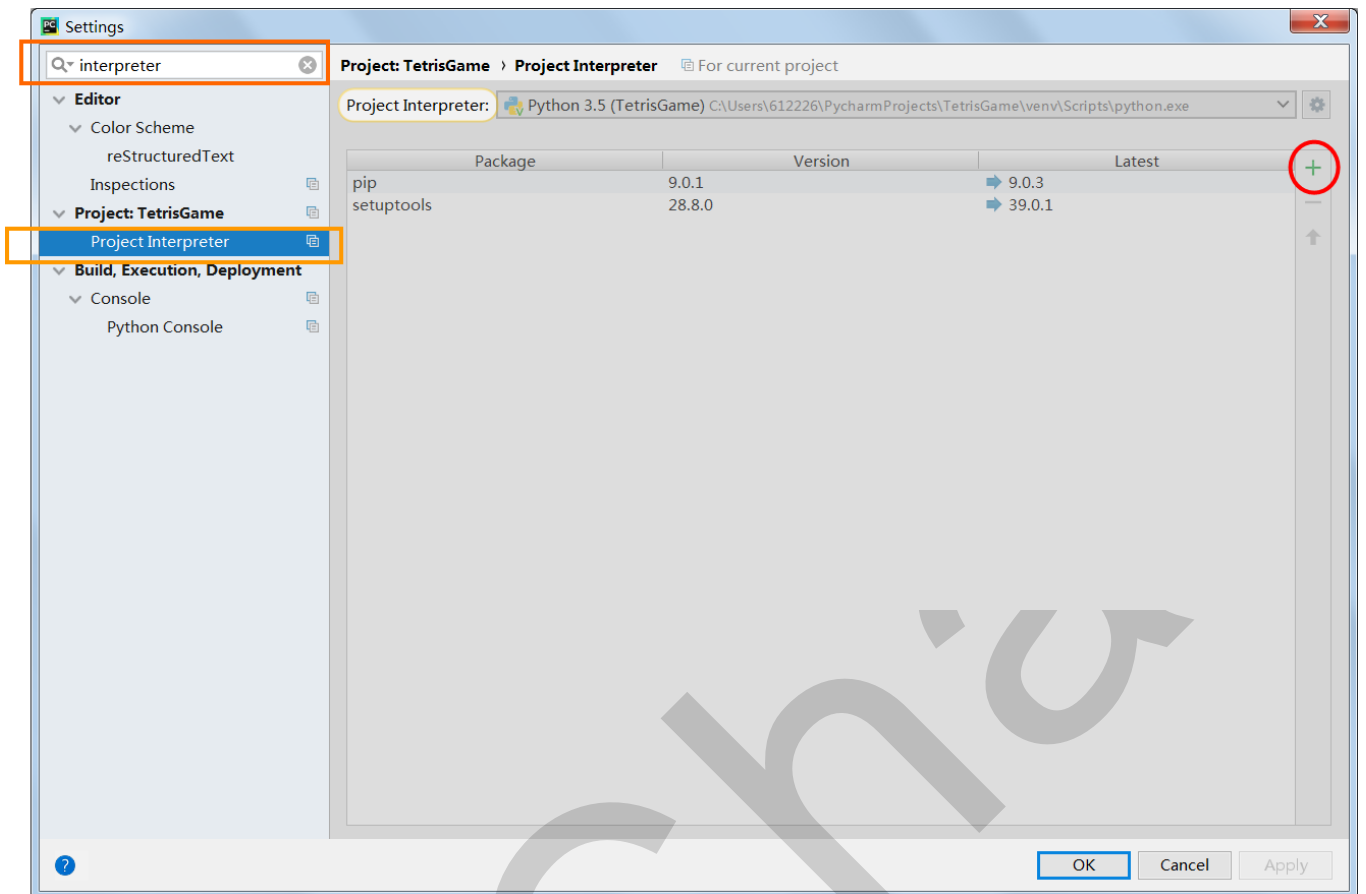 Settings
interpreter
Project: TetrisGame › Project Interpreter For current project
Editor
Color Scheme
reStructuredText
Inspections
Project: TetrisGame
Project Interpreter
Build, Execution, Deployment
Console
Python Console
Project Interpreter: Python 3.5 (TetrisGame) C:\Users\612226\PycharmProjects\TetrisGame\venv\Scripts\python.exe
Package Version Latest
pip 9.0.1 9.0.3
setuptools 28.8.0 39.0.1
? OK Cancel Apply